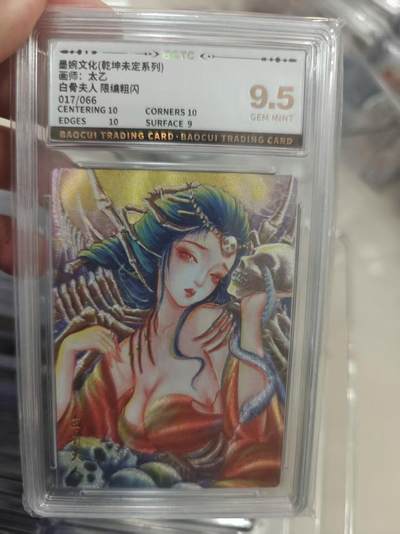 墨婉文化(乾坤未定系列)
画师：太乙
白骨夫人 限编粗闪
017/066
CENTERING 10 CORNERS 10
EDGES 10 SURFACE 9
9.5
GEM MINT
BAOCUI TRADING CARD · BAOCUI TRADING CARD